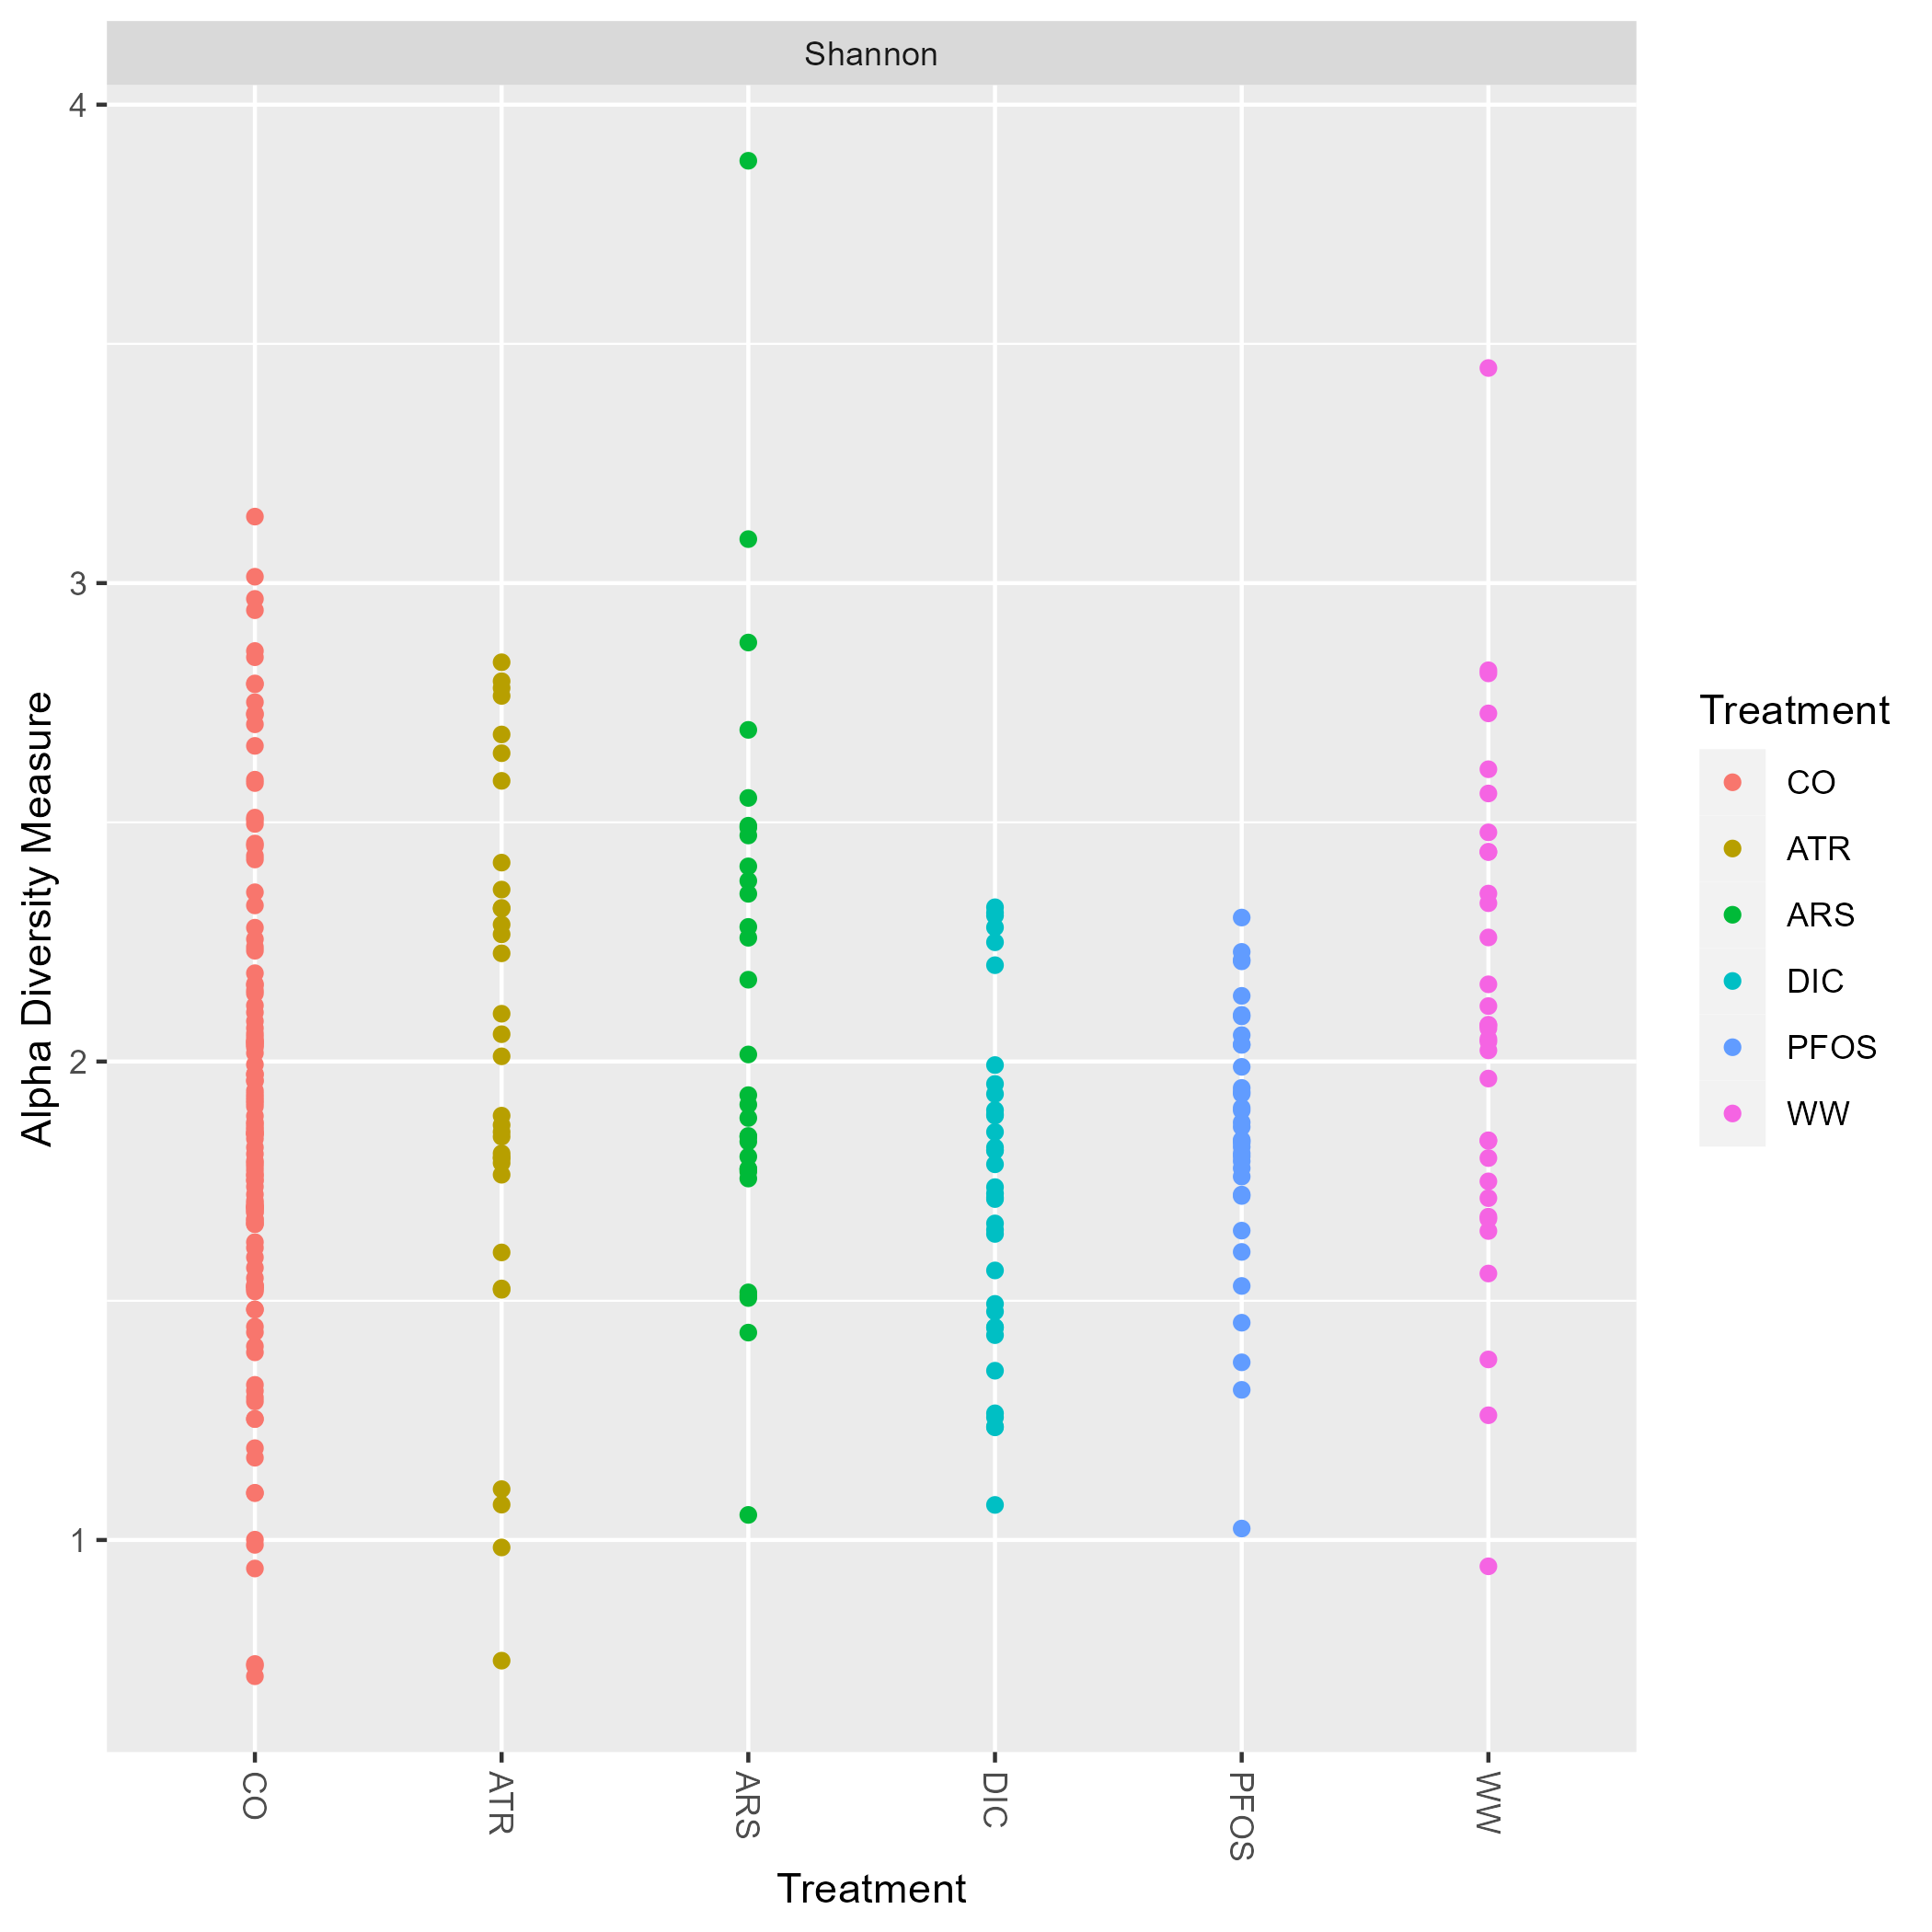 Shannon
4
3
2
1
Alpha Diversity Measure
CO
ATR
ARS
DIC
PFOS
WW
Treatment
Treatment
CO
ATR
ARS
DIC
PFOS
WW